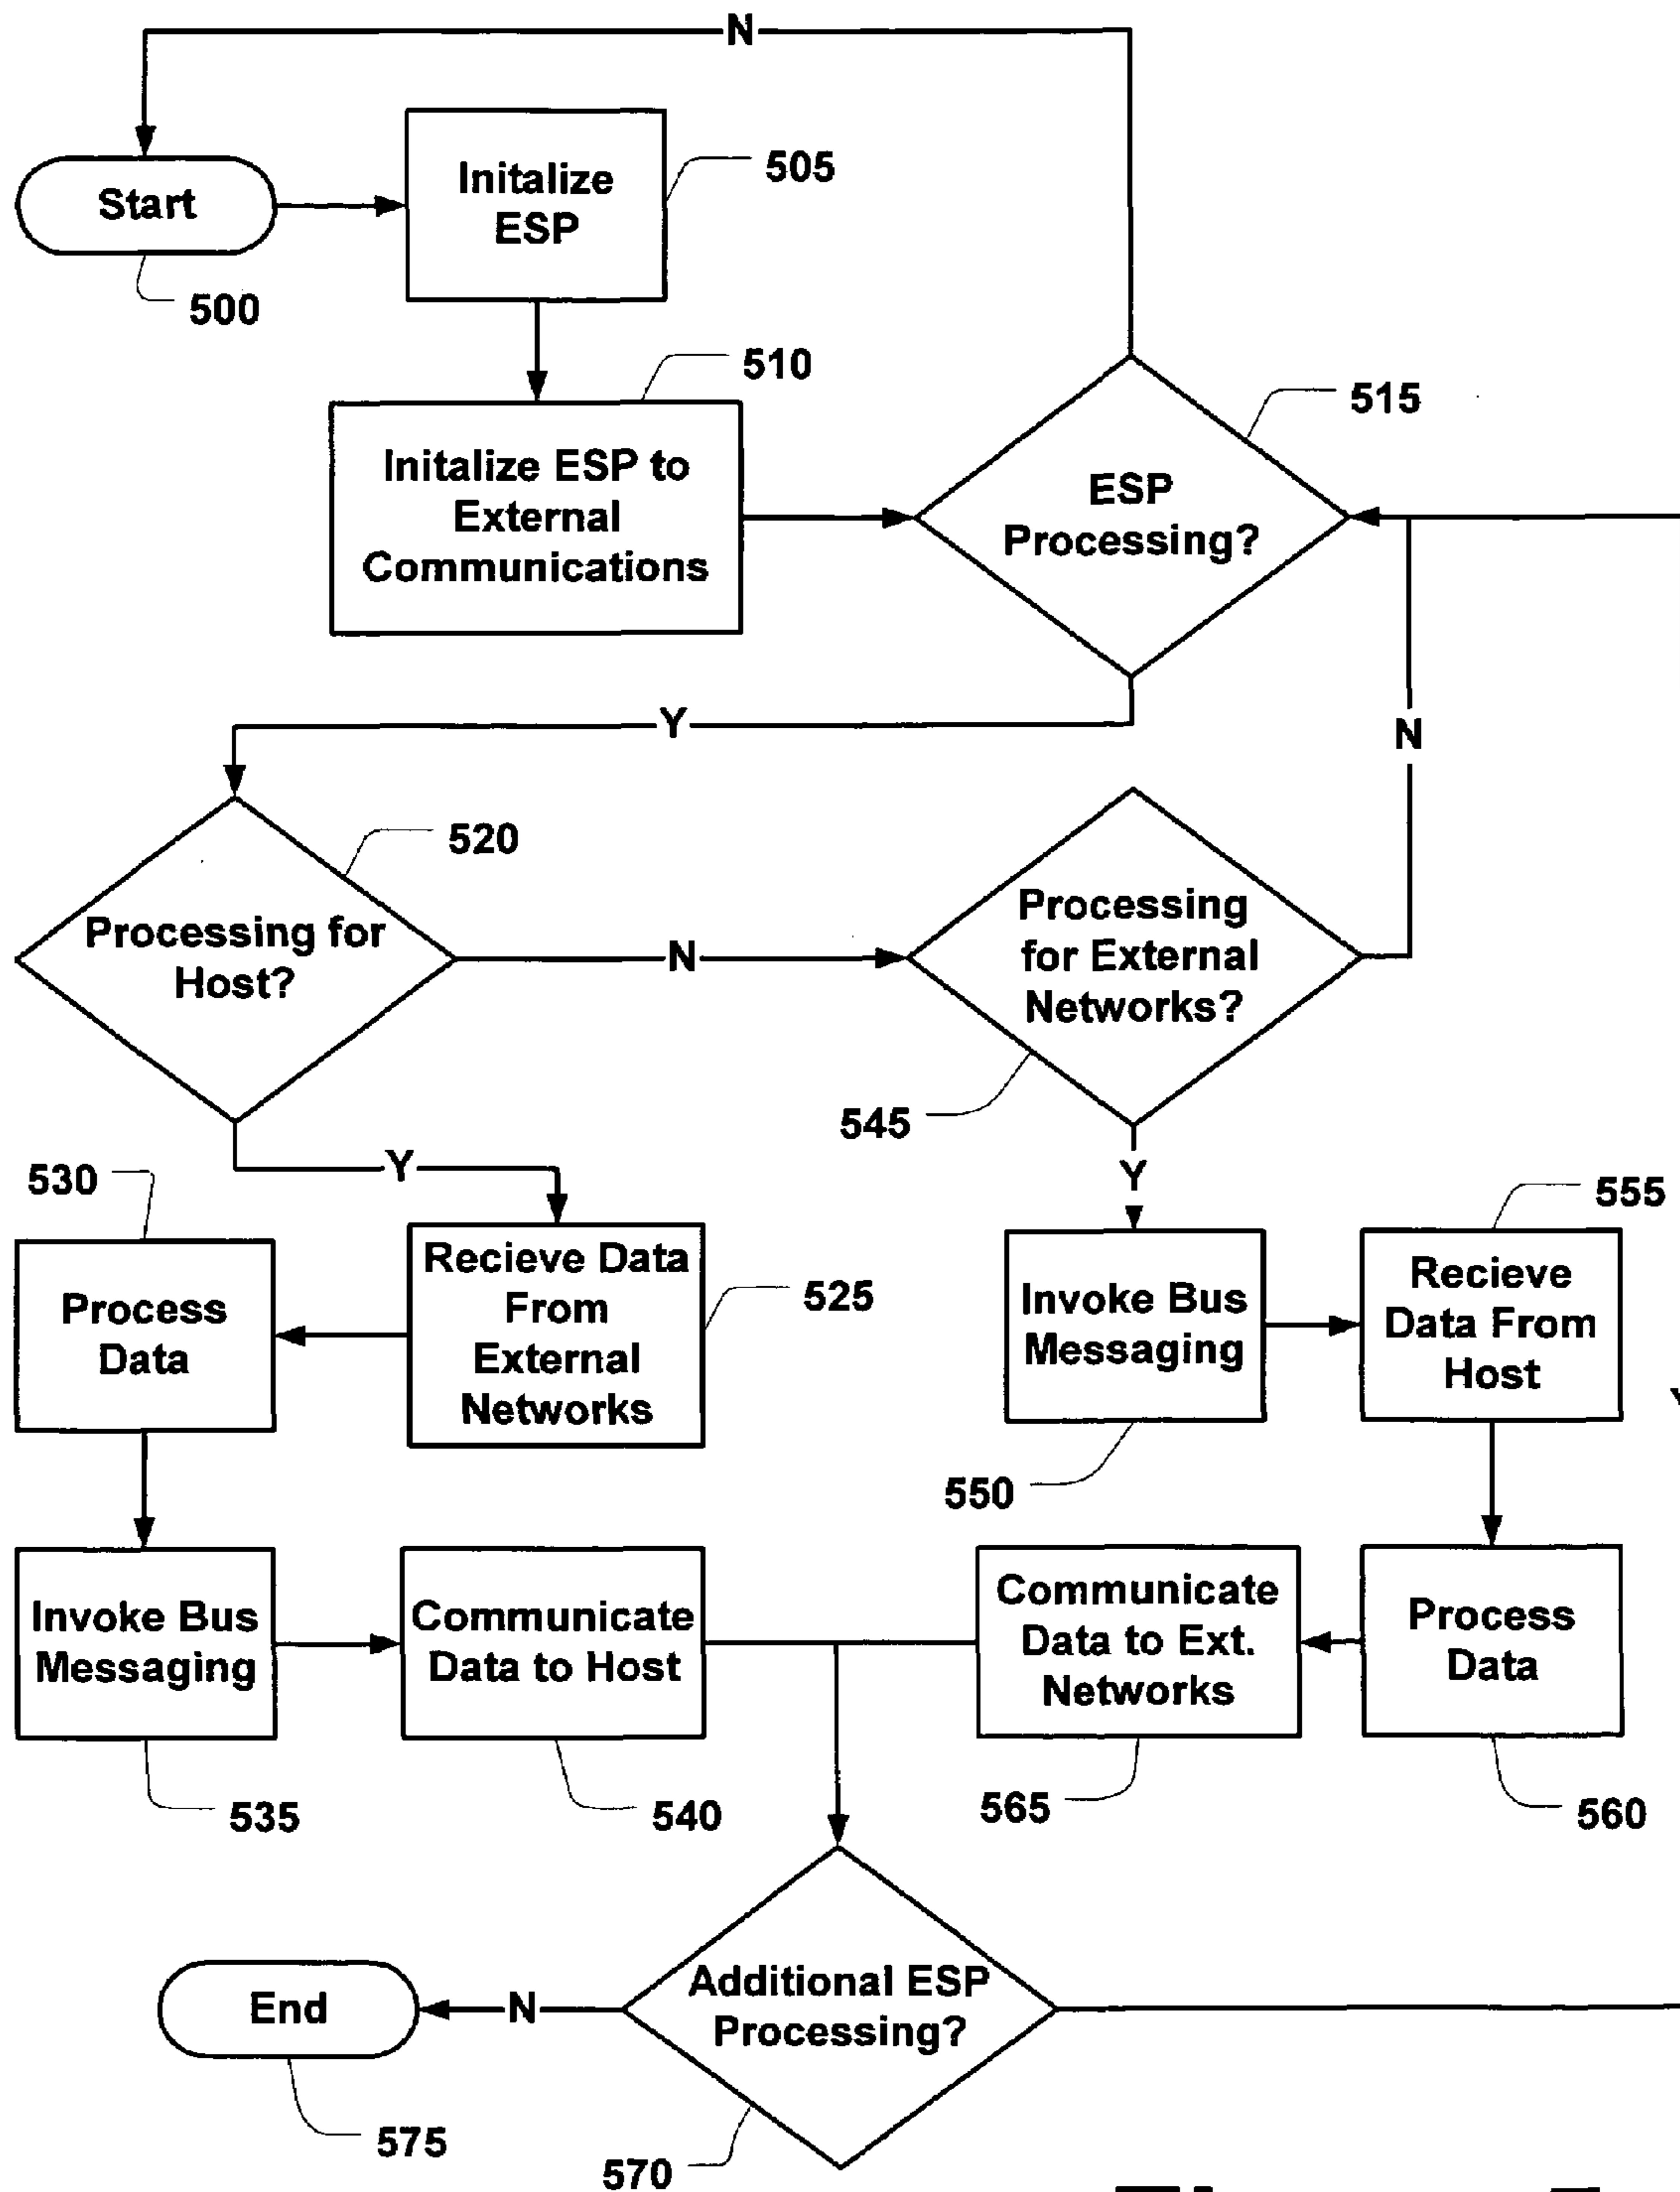 N
Start
500
Initalize
ESP
505
510
Initalize ESP to
External
Communications
515
ESP
Processing?
Y
N
520
Processing for
Host?
N
Processing
for External
Networks?
545
Y
Y
530
Process
Data
Recieve Data
From
External
Networks
525
Invoke Bus
Messaging
550
555
Recieve
Data From
Host
Invoke Bus
Messaging
535
Communicate
Data to Host
540
Communicate
Data to Ext.
Networks
565
Process
Data
560
Additional ESP
Processing?
570
N
End
575